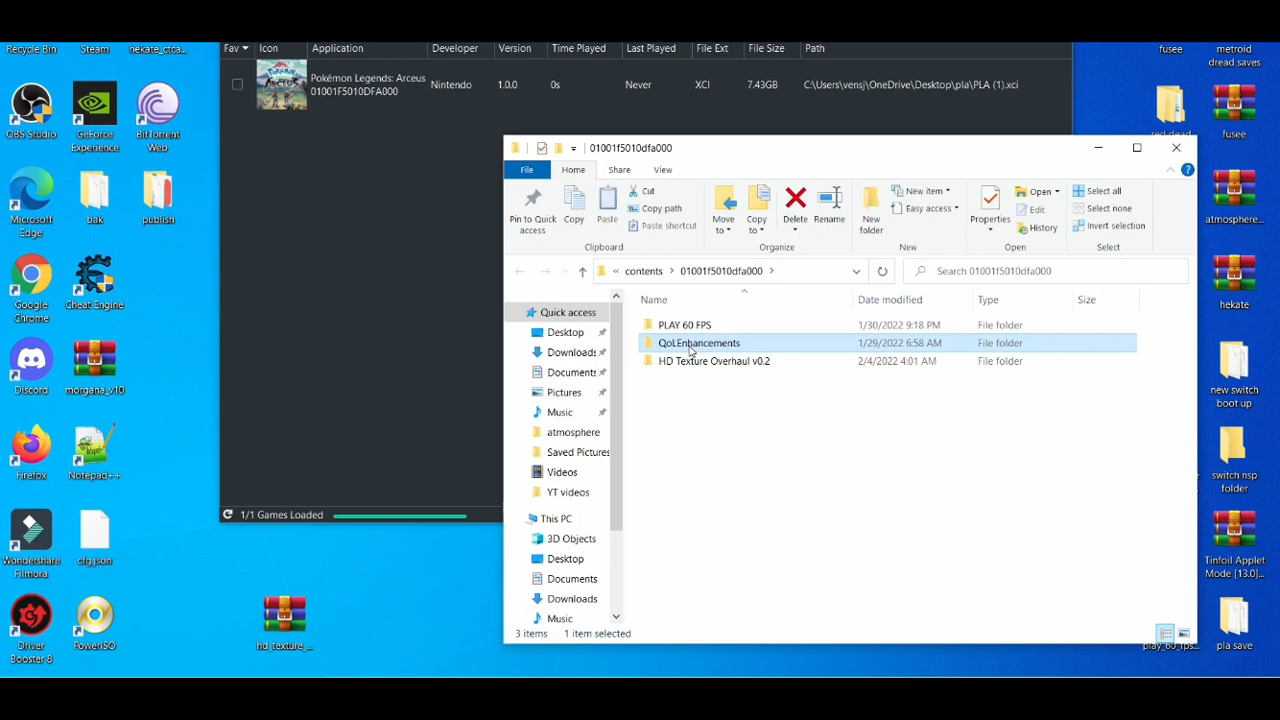 Recycle Bin
Steam
hekate_ctca...
OBS Studio
GeForce
Experience
BitTorrent
Web
Microsoft
Edge
bak
publish
Google
Chrome
Cheat Engine
Discord
morgana_v10
Firefox
Notepad++
Wondershare
Filmora
cfg.json
Driver
Booster 8
PowerISO
hd_texture_...
Fav Icon Application Developer Version Time Played Last Played File Ext File Size Path
Pokémon Legends: Arceus
01001F5010DFA000
Nintendo 1.0.0 0s Never XCI 7.43GB C:\Users\vensj\OneDrive\Desktop\pla\PLA (1).xci
1/1 Games Loaded
01001f5010dfa000
File Home Share View
Pin to Quick
access
Copy
Paste
Cut
Copy path
Paste shortcut
Clipboard
Move
to
Copy
to
Delete
Rename
Organize
New
folder
New item
Easy access
New
Properties
Open
Edit
History
Open
Select all
Select none
Invert selection
Select
« contents > 01001f5010dfa000 >
Search 01001f5010dfa000
Name Date modified Type Size
PLAY 60 FPS 1/30/2022 9:18 PM File folder
QoLEnhancements 1/29/2022 6:58 AM File folder
HD Texture Overhaul v0.2 2/4/2022 4:01 AM File folder
Quick access
Desktop
Downloads
Documents
Pictures
Music
atmosphere
Saved Pictures
Videos
YT videos
This PC
3D Objects
Desktop
Documents
Downloads
Music
3 items 1 item selected
fusee
metroid
dread saves
red dead
fusee
atmosphere...
hekate
new switch
boot up
switch nsp
folder
Tinfoil Applet
Mode [13.0]...
play_60_fps...
pla save